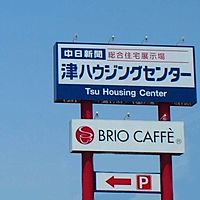 中日新聞 総合住宅展示場
津ハウジングセンター
Tsu Housing Center
BRIO CAFFÈ®
P